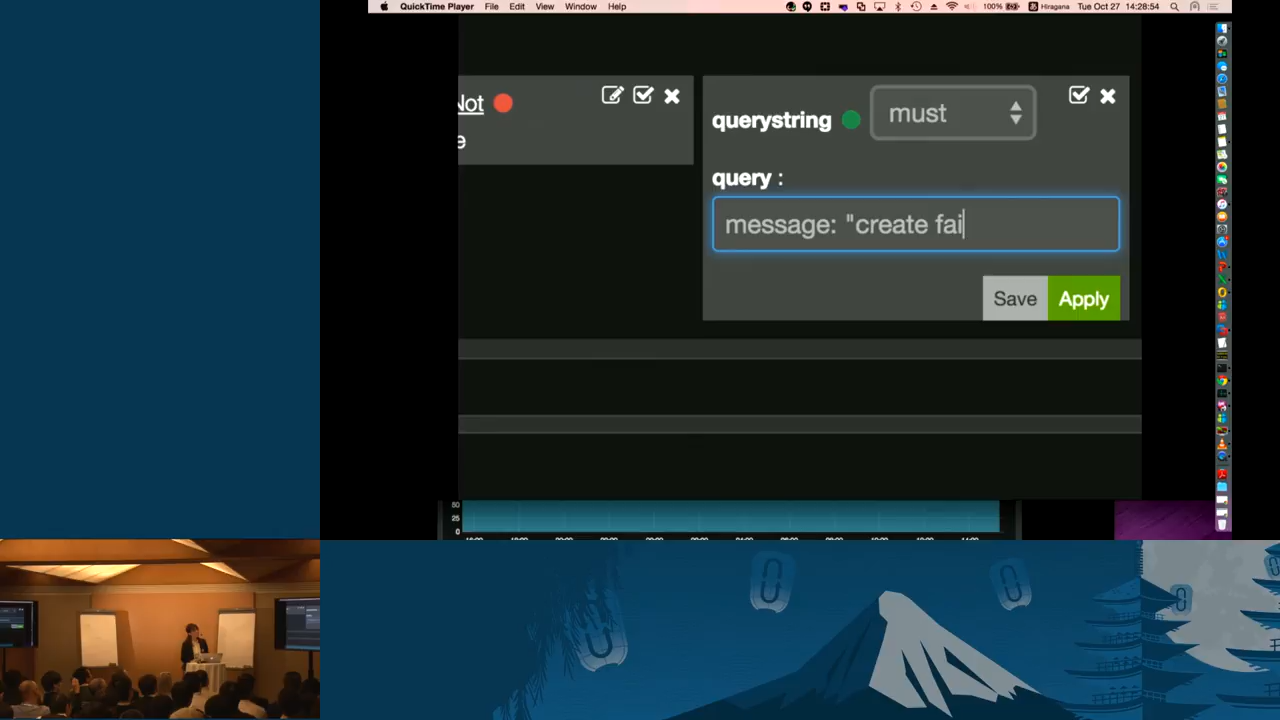 QuickTime Player File Edit View Window Help 100% Hiragana Tue Oct 27 14:28:54
Not
e
querystring must
query :
message: "create fai
Save Apply
50
25
0